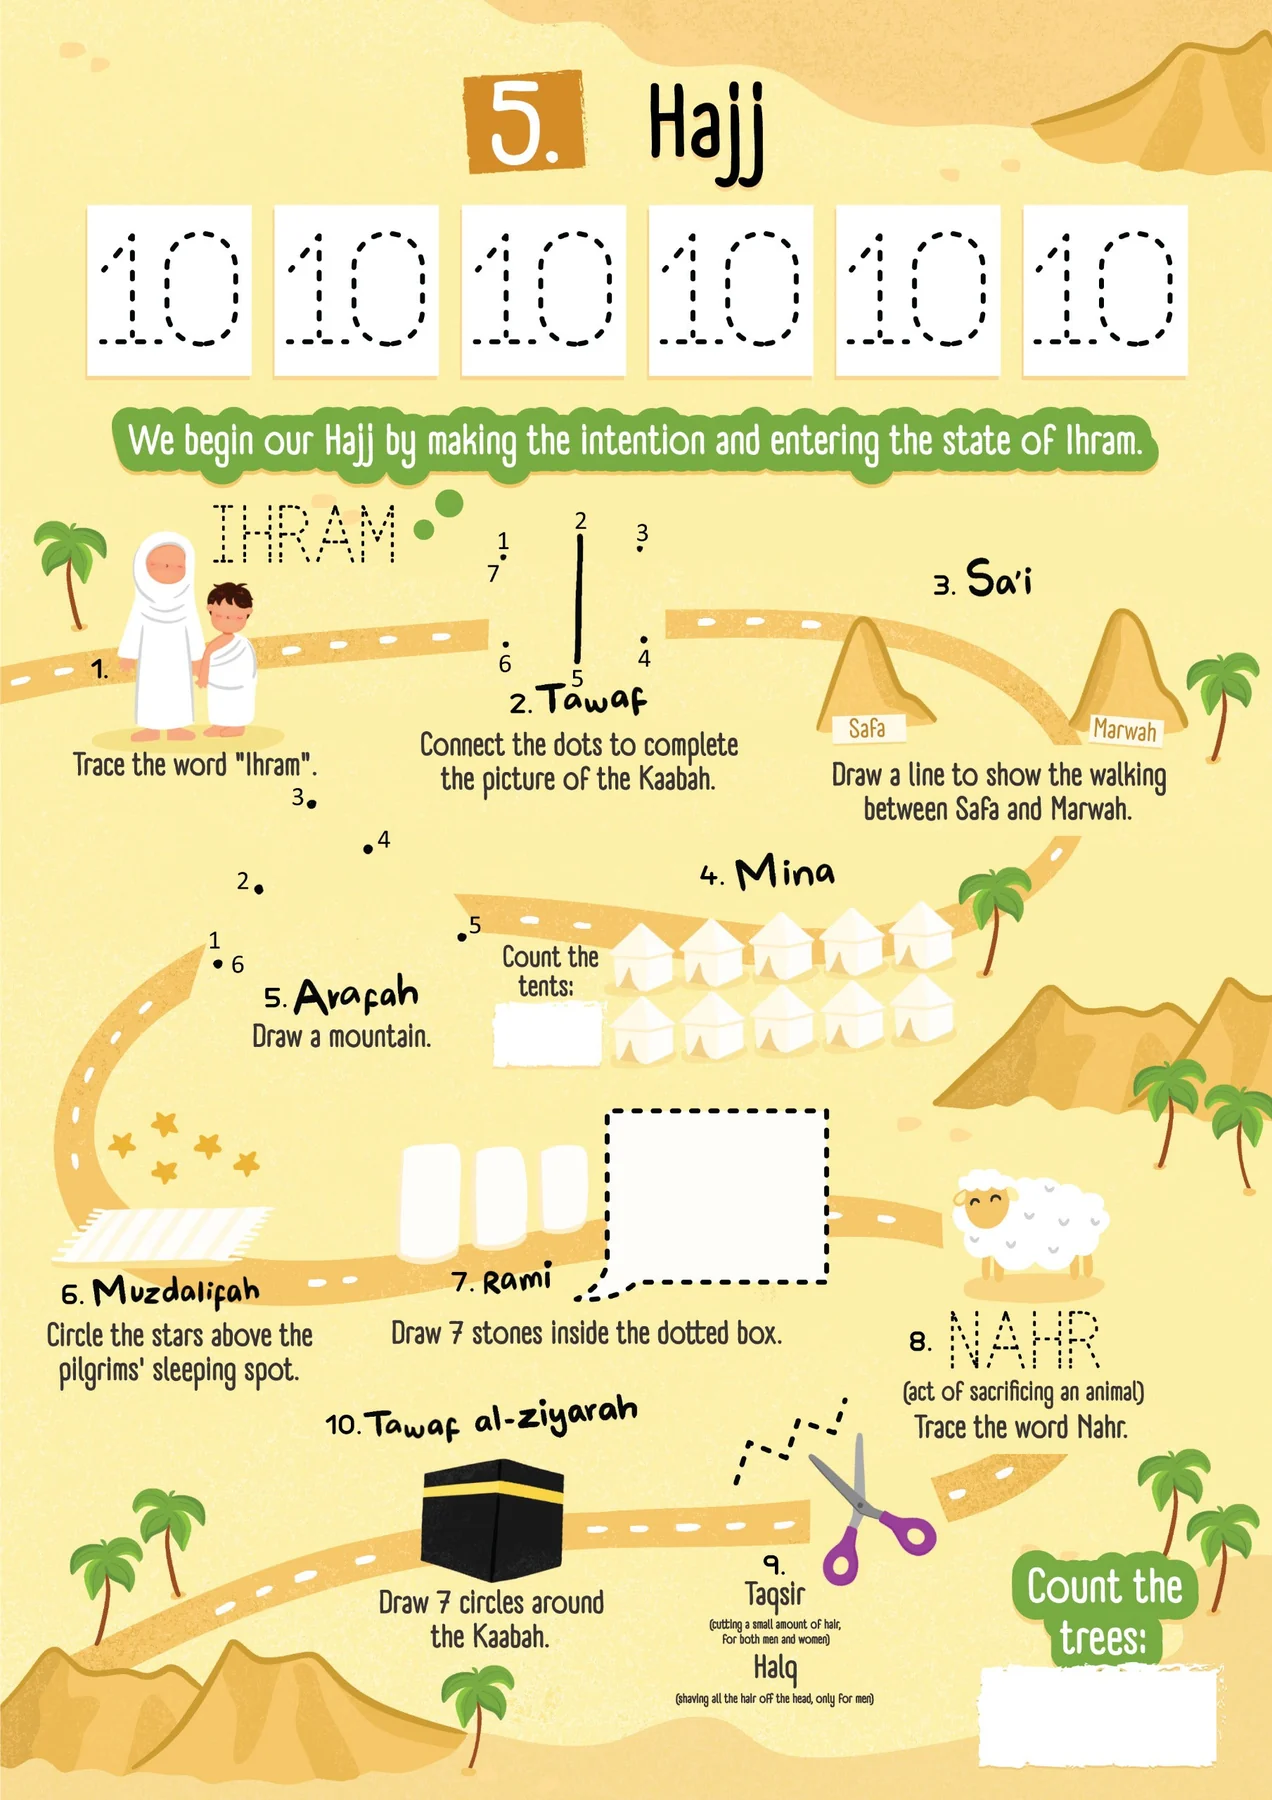 5. Hajj
10 10 10 10 10 10
We begin our Hajj by making the intention and entering the state of Ihram.
IHRAM
1.
Trace the word "Ihram".
1
2
3
7
6
5
4
2. Tawaf
Connect the dots to complete
the picture of the Kaabah.
3. Sa'i
Safa
Marwah
Draw a line to show the walking
between Safa and Marwah.
4. Mina
Count the
tents:
3
4
2
5
1
6
5. Arafah
Draw a mountain.
6. Muzdalifah
Circle the stars above the
pilgrims' sleeping spot.
7. Rami
Draw 7 stones inside the dotted box.
8. NAHR
(act of sacrificing an animal)
Trace the word Nahr.
9.
Taqsir
(cutting a small amount of hair,
for both men and women)
Halq
(shaving all the hair off the head, only for men)
10. Tawaf al-ziyarah
Draw 7 circles around
the Kaabah.
Count the
trees: